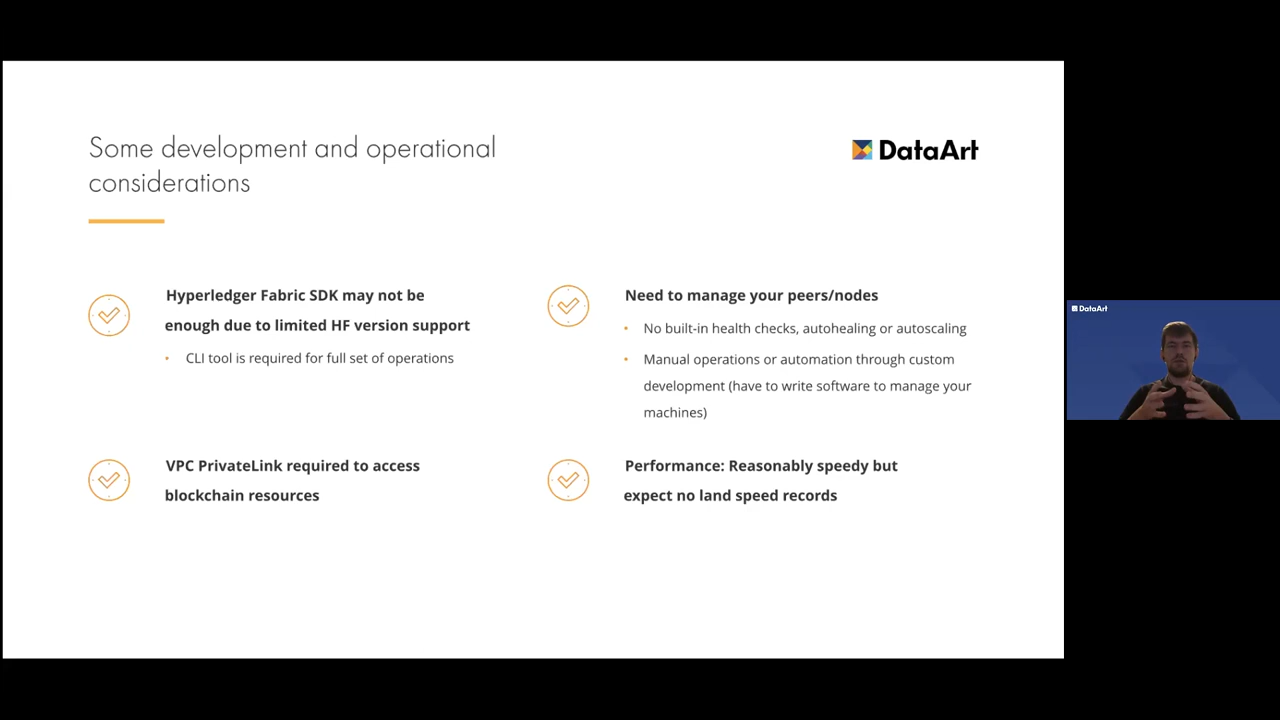 Some development and operational
considerations
DataArt
Hyperledger Fabric SDK may not be
enough due to limited HF version support
• CLI tool is required for full set of operations
Need to manage your peers/nodes
• No built-in health checks, autohealing or autoscaling
• Manual operations or automation through custom
development (have to write software to manage your
machines)
VPC PrivateLink required to access
blockchain resources
Performance: Reasonably speedy but
expect no land speed records
DataArt